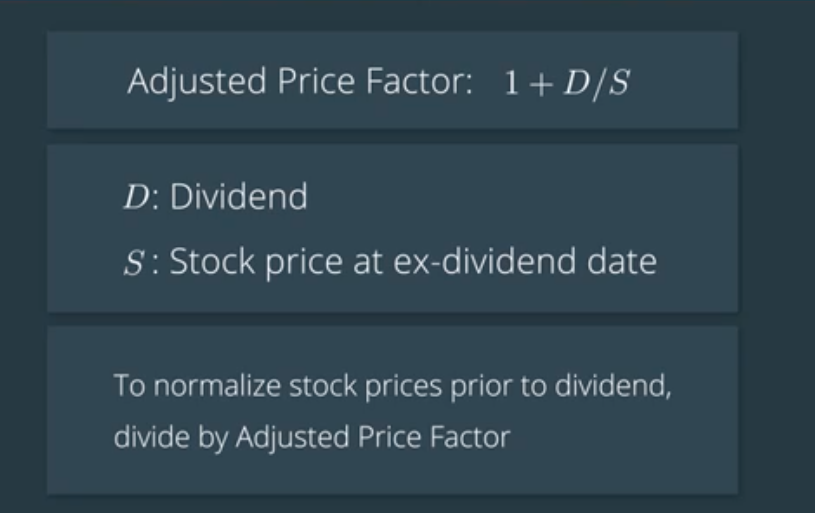 Adjusted Price Factor: 1 + D/S
D: Dividend
S: Stock price at ex-dividend date
To normalize stock prices prior to dividend,
divide by Adjusted Price Factor